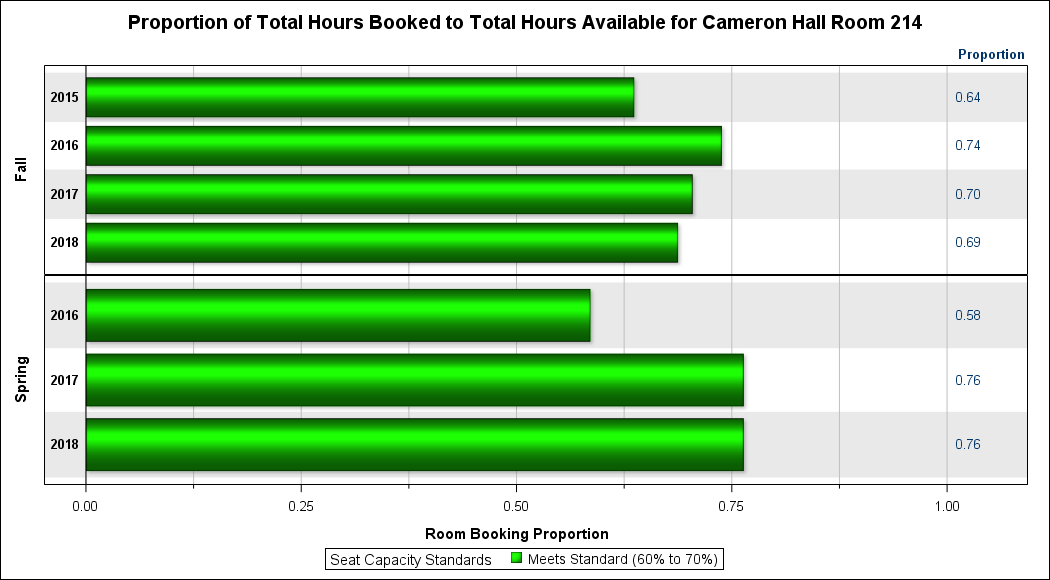 Proportion of Total Hours Booked to Total Hours Available for Cameron Hall Room 214
Proportion
Fall
2015 0.64
2016 0.74
2017 0.70
2018 0.69
Spring
2016 0.58
2017 0.76
2018 0.76
0.00 0.25 0.50 0.75 1.00
Room Booking Proportion
Seat Capacity Standards Meets Standard (60% to 70%)